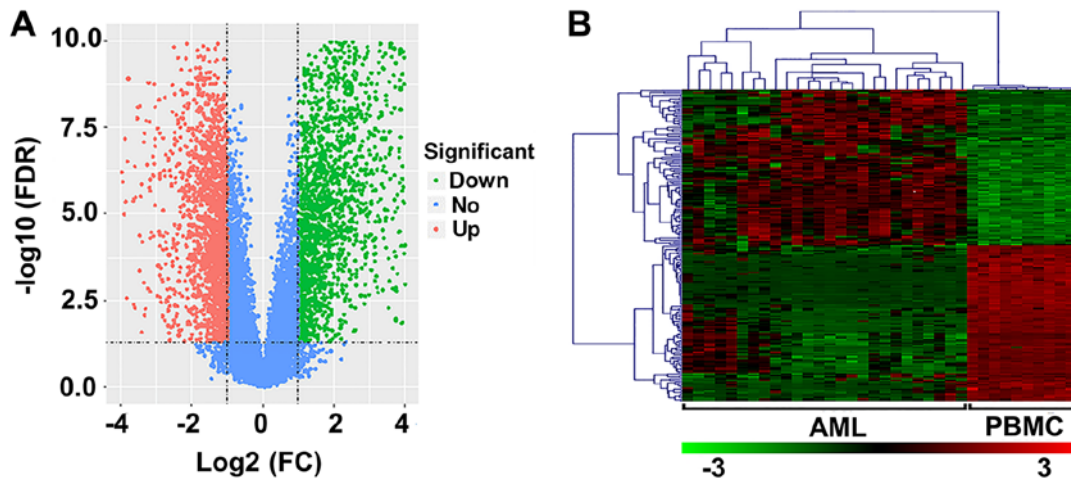 A
10.0
7.5
5.0
2.5
0.0
-log10 (FDR)
-4
-2
0
2
4
Log2 (FC)
Significant
Down
No
Up
B
AML
PBMC
-3
3